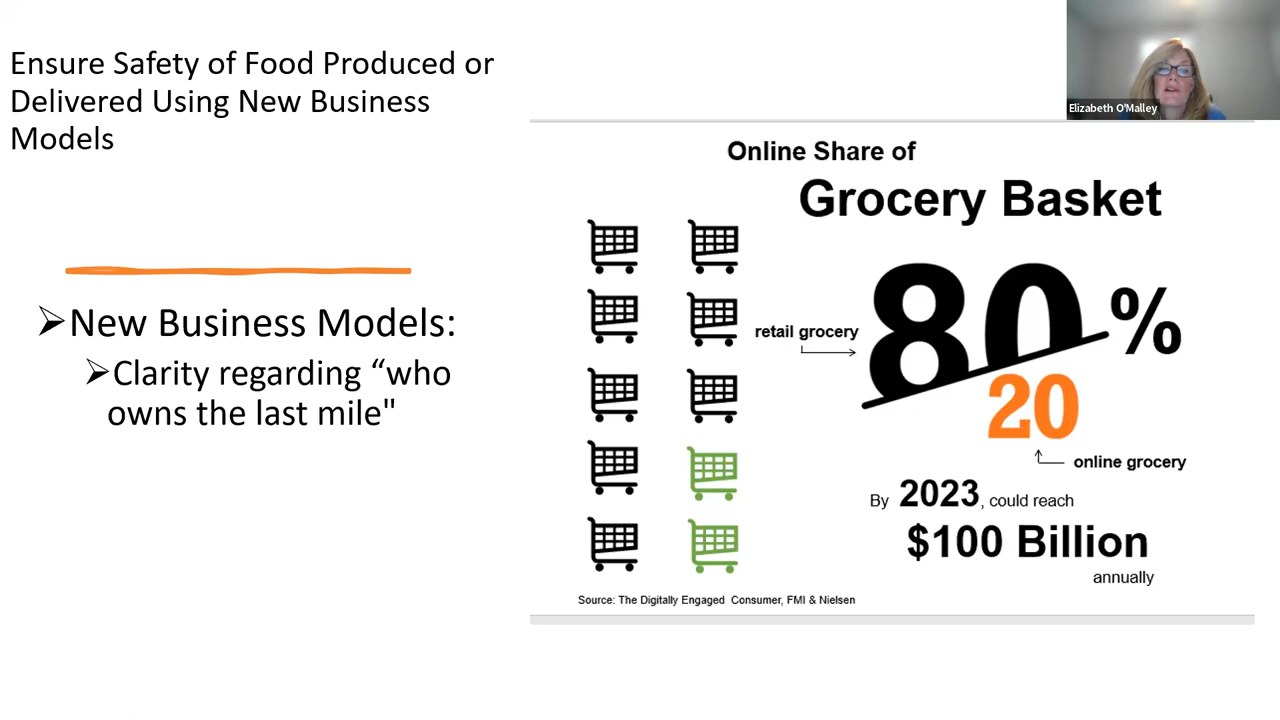 Ensure Safety of Food Produced or
Delivered Using New Business
Models
Elizabeth O'Malley
➢New Business Models:
➢Clarity regarding “who
owns the last mile"
Online Share of
Grocery Basket
retail grocery
80%
20
online grocery
By 2023, could reach
$100 Billion
annually
Source: The Digitally Engaged Consumer, FMI & Nielsen